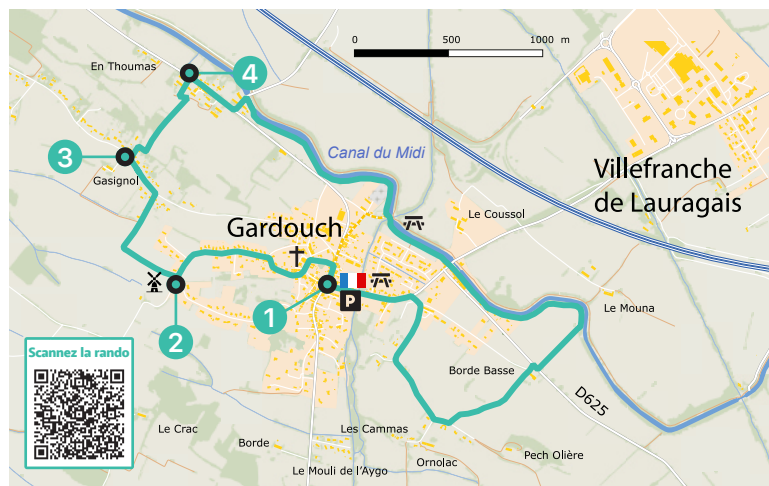 0 500 1000 m
En Thoumas
4
Canal du Midi
3
Gasignol
Villefranche
de Lauragais
Le Coussol
Gardouch
1
P
2
Le Mouna
Scannez la rando
Borde Basse
D625
Le Crac
Borde
Les Cammas
Le Mouli de l'Aygo
Ornolac
Pech Olière